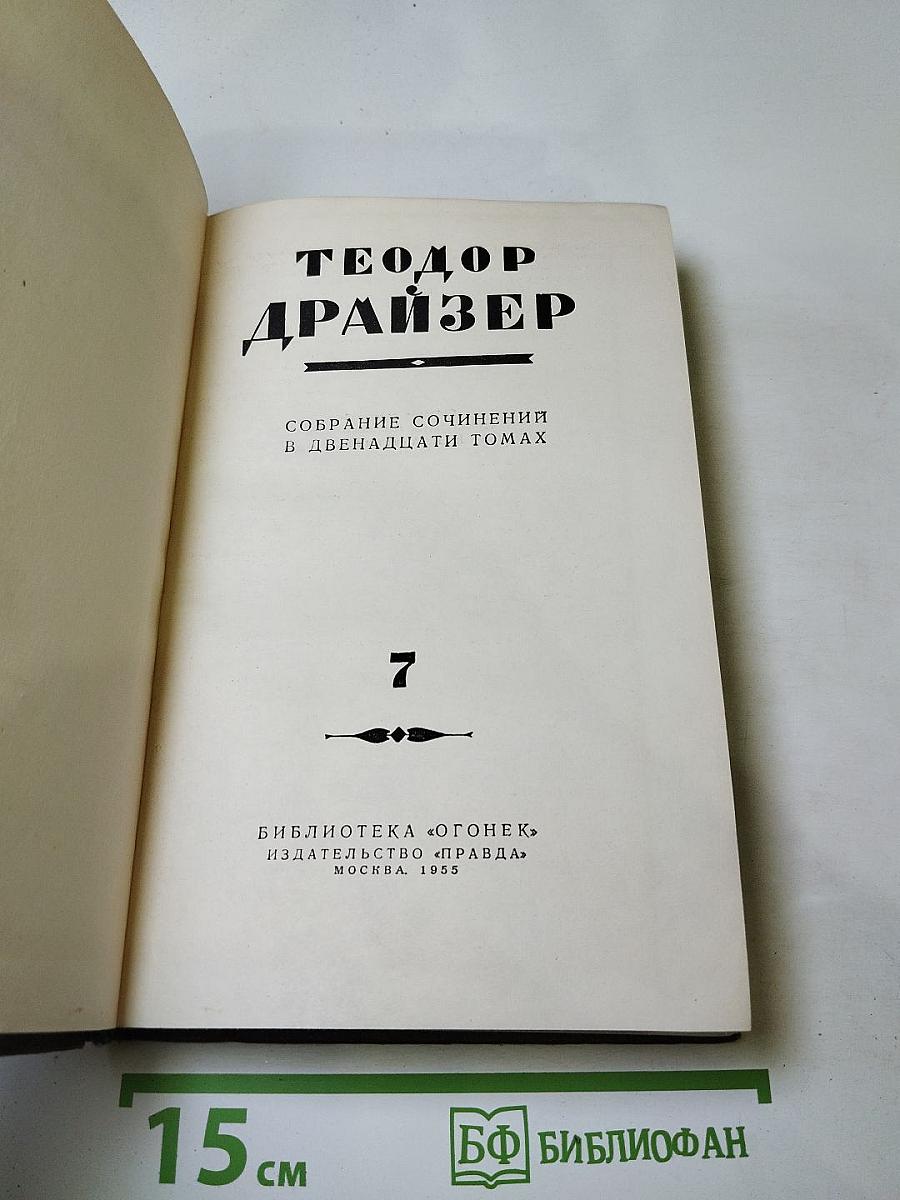 ТЕОДОР
ДРАЙЗЕР
СОБРАНИЕ СОЧИНЕНИЙ
В ДВЕНАДЦАТИ ТОМАХ
7
БИБЛИОТЕКА «ОГОНЕК»
ИЗДАТЕЛЬСТВО «ПРАВДА»
МОСКВА. 1955
15 см
БФ БИБЛИОФАН